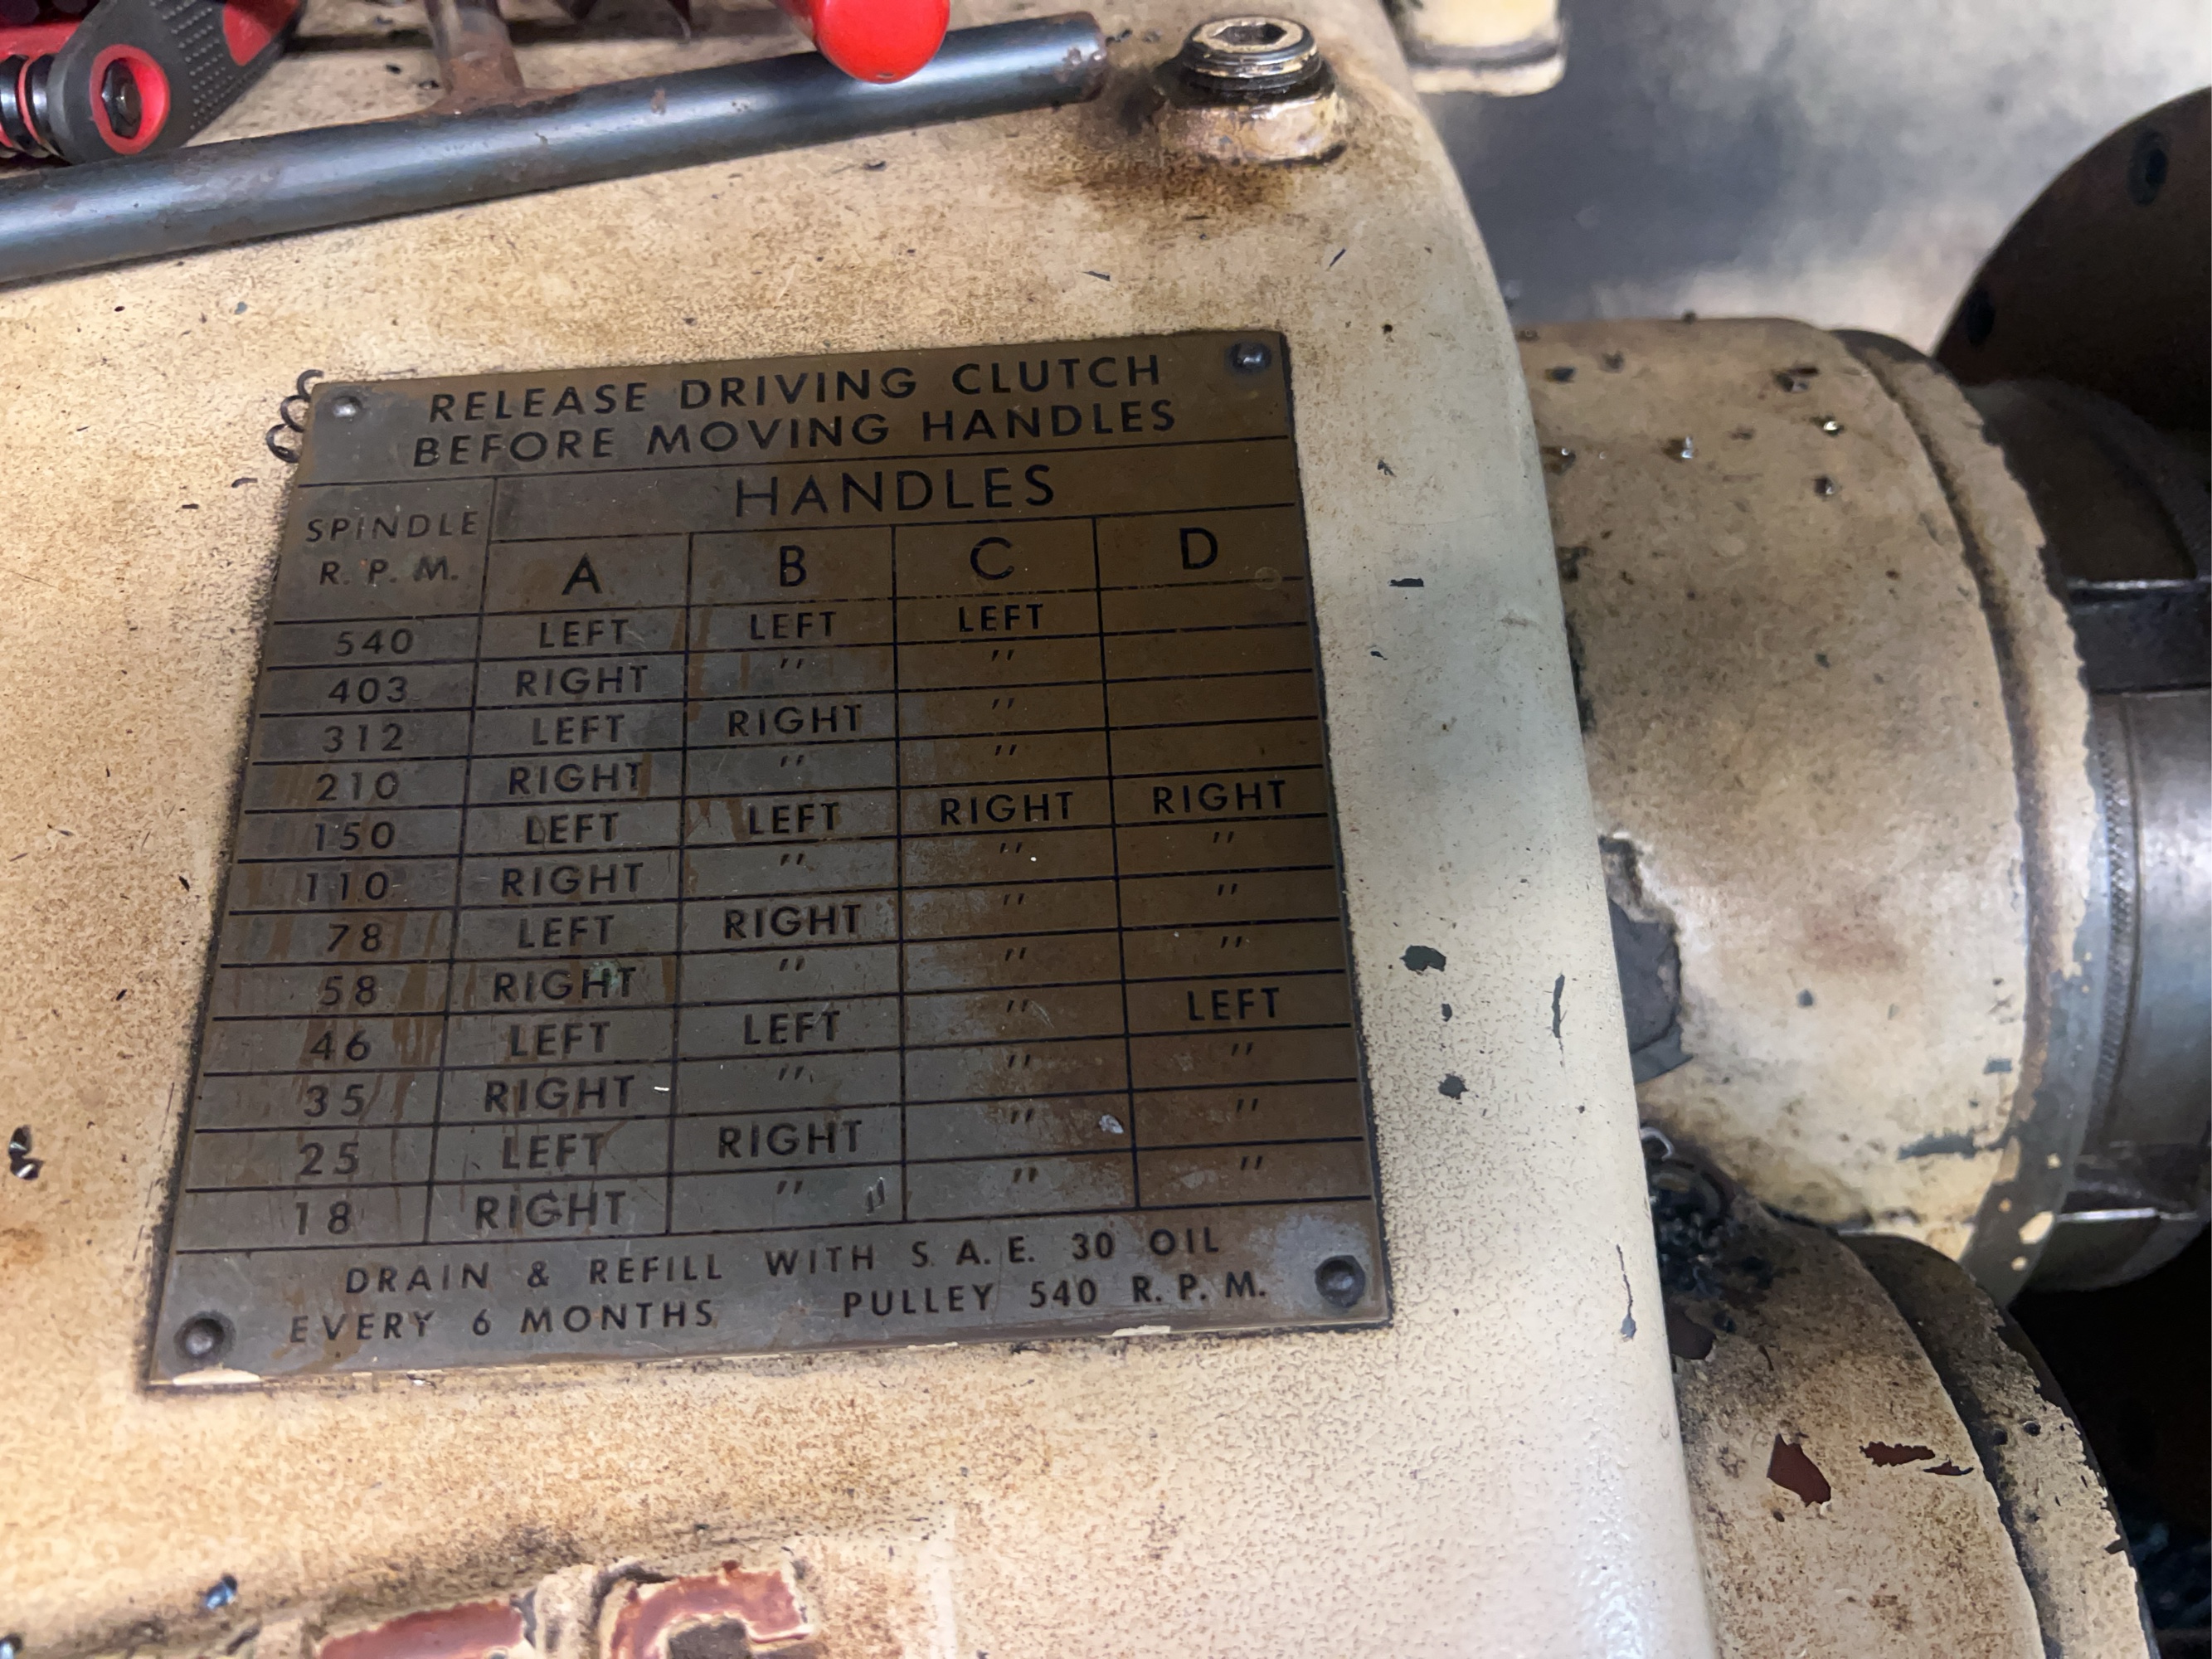 RELEASE DRIVING CLUTCH
BEFORE MOVING HANDLES
SPINDLE R. P. M. HANDLES
A B C D
540 LEFT LEFT LEFT
403 RIGHT " "
312 LEFT RIGHT "
210 RIGHT " "
150 LEFT LEFT RIGHT RIGHT
110 RIGHT " " "
78 LEFT RIGHT " "
58 RIGHT " " "
46 LEFT LEFT " LEFT
35 RIGHT " " "
25 LEFT RIGHT " "
18 RIGHT " " "
DRAIN & REFILL WITH S. A. E. 30 OIL
EVERY 6 MONTHS PULLEY 540 R. P. M.